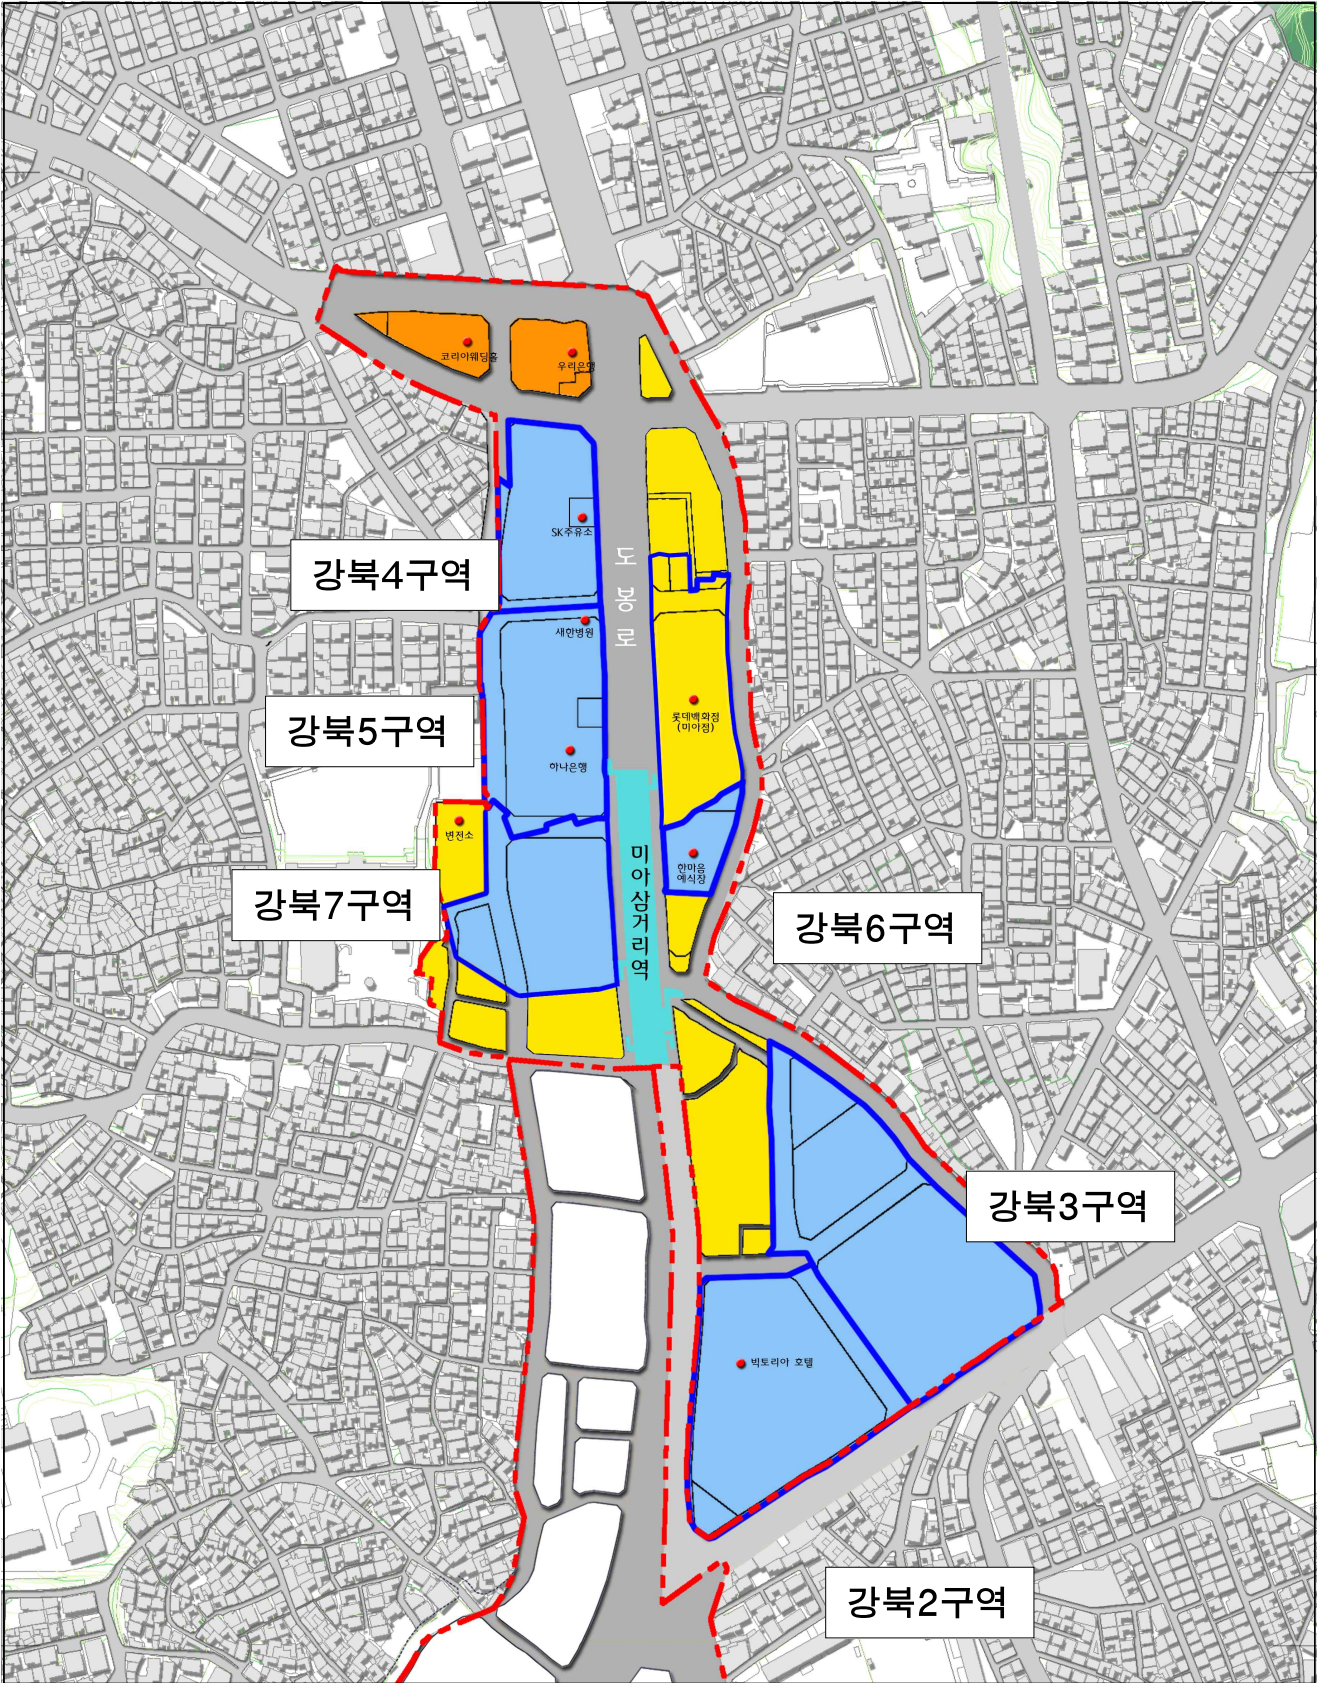 코리아웨딩홀
우리은행
SK주유소
도봉로
강북4구역
새한병원
강북5구역
롯데백화점
(미아점)
하나은행
변전소
미아삼거리역
한마음
예식장
강북7구역
강북6구역
강북3구역
빅토리아 호텔
강북2구역